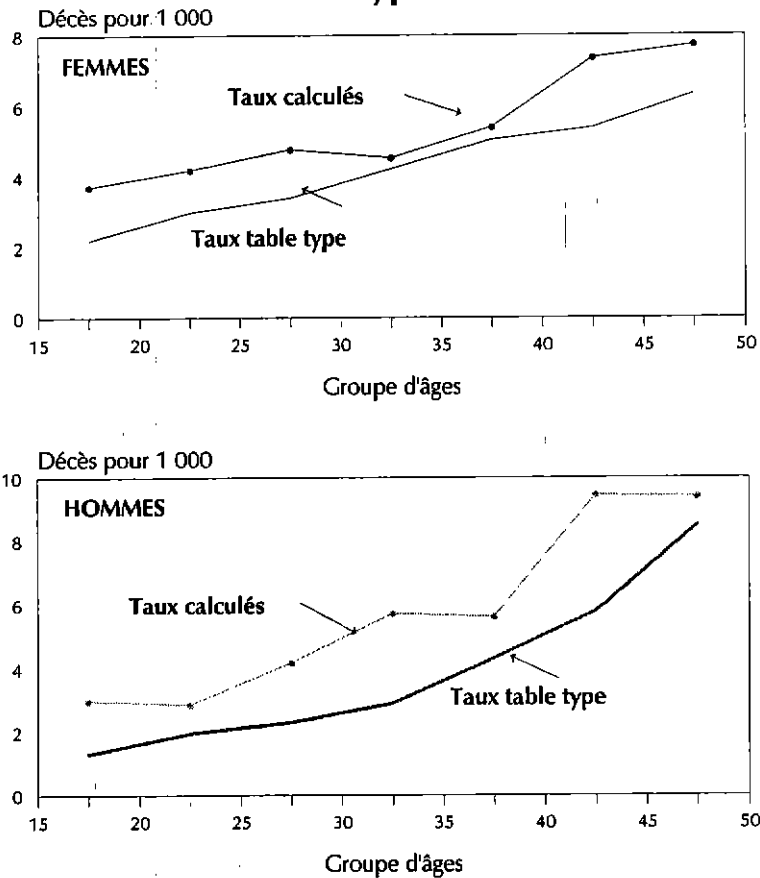 Décès pour 1 000
8
FEMMES
Taux calculés
6
4
Taux table type
2
0
15 20 25 30 35 40 45 50
Groupe d'âges
Décès pour 1 000
10
HOMMES
8
Taux calculés
6
4
Taux table type
2
0
15 20 25 30 35 40 45 50
Groupe d'âges